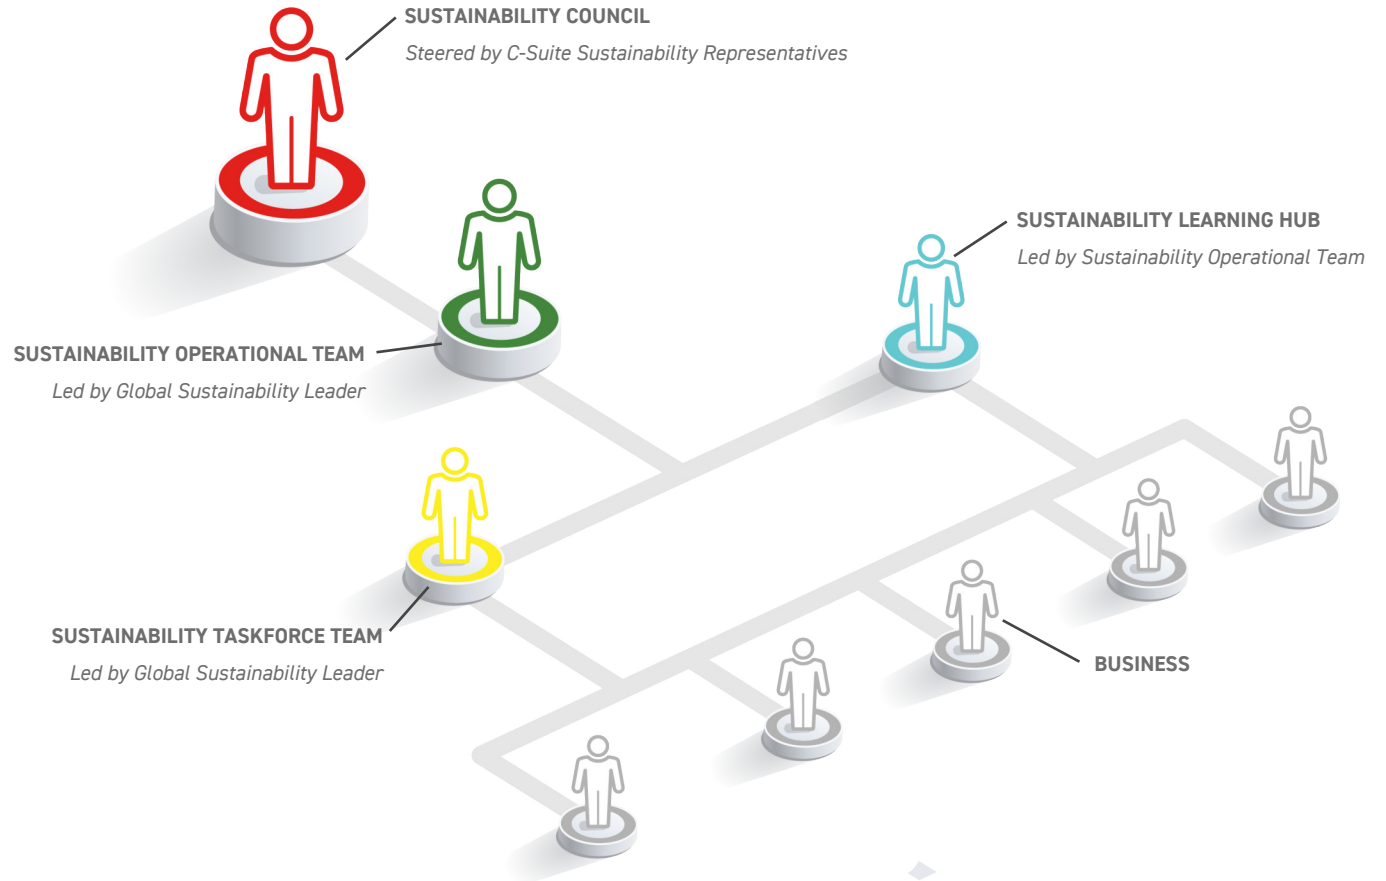 SUSTAINABILITY COUNCIL
Steered by C-Suite Sustainability Representatives
SUSTAINABILITY LEARNING HUB
Led by Sustainability Operational Team
SUSTAINABILITY OPERATIONAL TEAM
Led by Global Sustainability Leader
SUSTAINABILITY TASKFORCE TEAM
Led by Global Sustainability Leader
BUSINESS